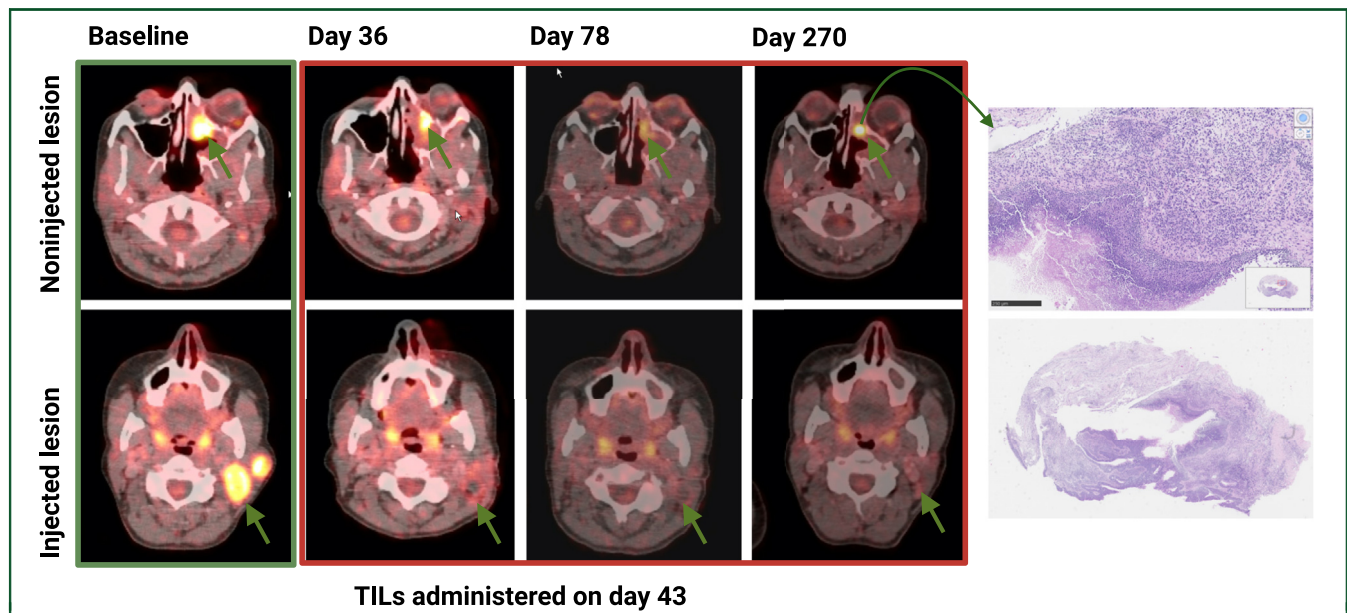 Baseline
Day 36
Day 78
Day 270
Noninjected lesion
Injected lesion
TILs administered on day 43